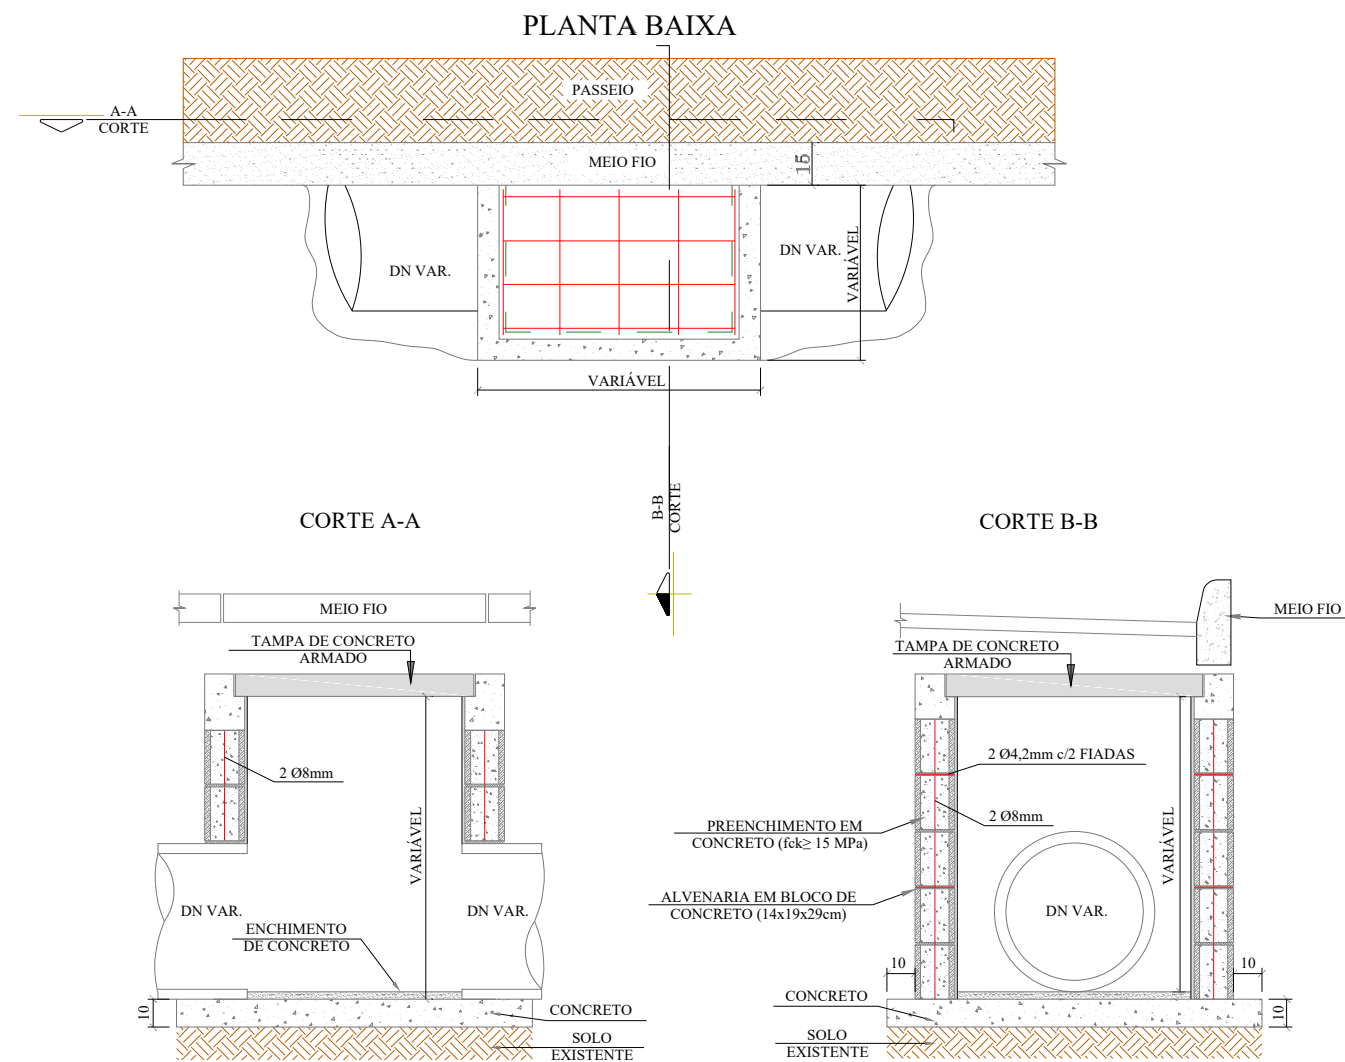 PLANTA BAIXA
PASSEIO
A-A
CORTE
MEIO FIO
15
DN VAR.
DN VAR.
VARIÁVEL
VARIÁVEL
B-B
CORTE
CORTE A-A
MEIO FIO
TAMPA DE CONCRETO
ARMADO
2 Ø8mm
VARIÁVEL
DN VAR.
DN VAR.
ENCHIMENTO
DE CONCRETO
10
CONCRETO
SOLO
EXISTENTE
CORTE B-B
MEIO FIO
TAMPA DE CONCRETO
ARMADO
2 Ø4,2mm c/2 FIADAS
2 Ø8mm
PREENCHIMENTO EM
CONCRETO (fck≥ 15 MPa)
VARIÁVEL
ALVENARIA EM BLOCO DE
CONCRETO (14x19x29cm)
DN VAR.
10
10
CONCRETO
10
SOLO
EXISTENTE